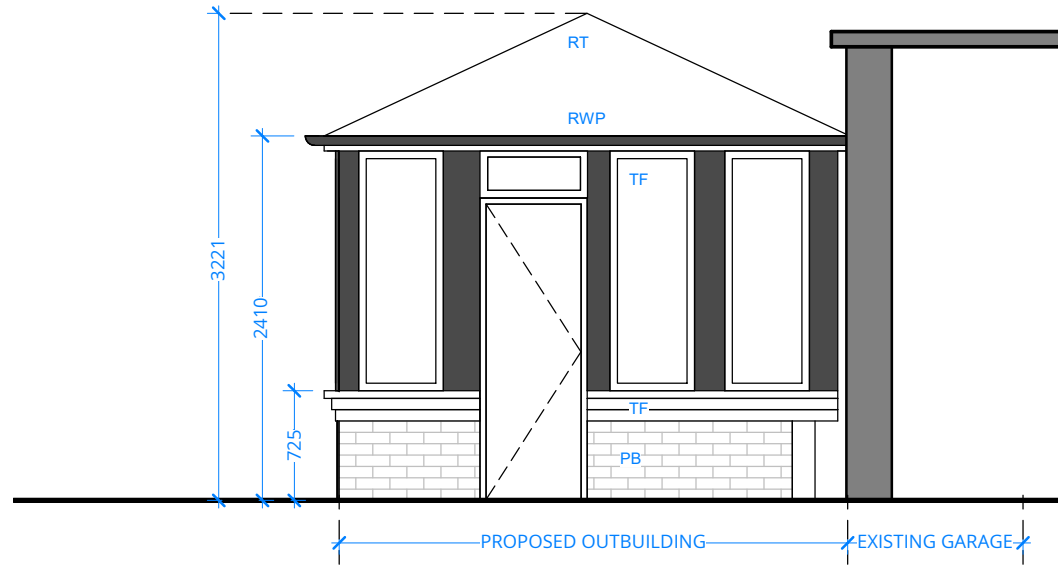 RT
RWP
TF
3221
2410
TF
725
PB
PROPOSED OUTBUILDING
EXISTING GARAGE